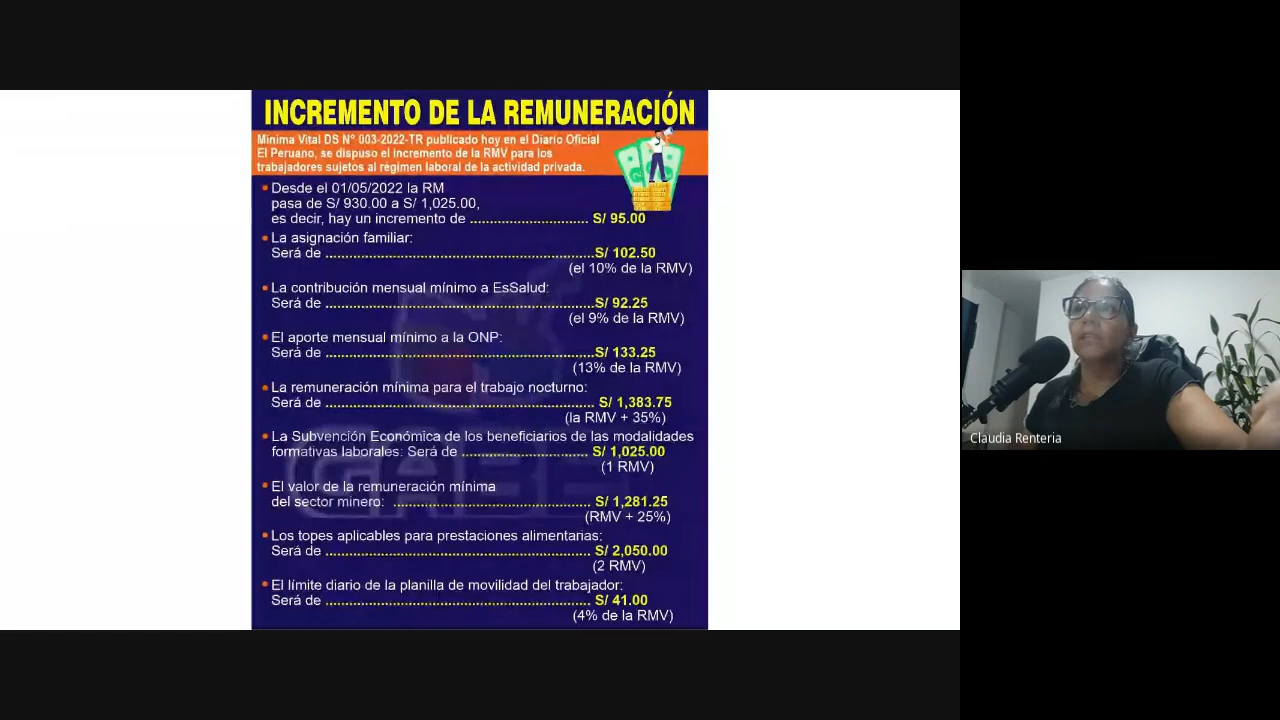 INCREMENTO DE LA REMUNERACIÓN
Mínima Vital DS N° 003-2022-TR publicado hoy en el Diario Oficial
El Peruano, se dispuso el incremento de la RMV para los
trabajadores sujetos al régimen laboral de la actividad privada.
• Desde el 01/05/2022 la RM
pasa de S/ 930.00 a S/ 1,025.00,
es decir, hay un incremento de .............................. S/ 95.00
• La asignación familiar:
Será de ....................................................................S/ 102.50
(el 10% de la RMV)
• La contribución mensual mínimo a EsSalud:
Será de ....................................................................S/ 92.25
(el 9% de la RMV)
• El aporte mensual mínimo a la ONP:
Será de ....................................................................S/ 133.25
(13% de la RMV)
• La remuneración mínima para el trabajo nocturno:
Será de .................................................................... S/ 1,383.75
(la RMV + 35%)
• La Subvención Económica de los beneficiarios de las modalidades
formativas laborales: Será de ................................ S/ 1,025.00
(1 RMV)
• El valor de la remuneración mínima
del sector minero: .................................................. S/ 1,281.25
(RMV + 25%)
• Los topes aplicables para prestaciones alimentarias:
Será de ................................................................... S/ 2,050.00
(2 RMV)
• El límite diario de la planilla de movilidad del trabajador:
Será de ................................................................... S/ 41.00
(4% de la RMV)
Claudia Renteria